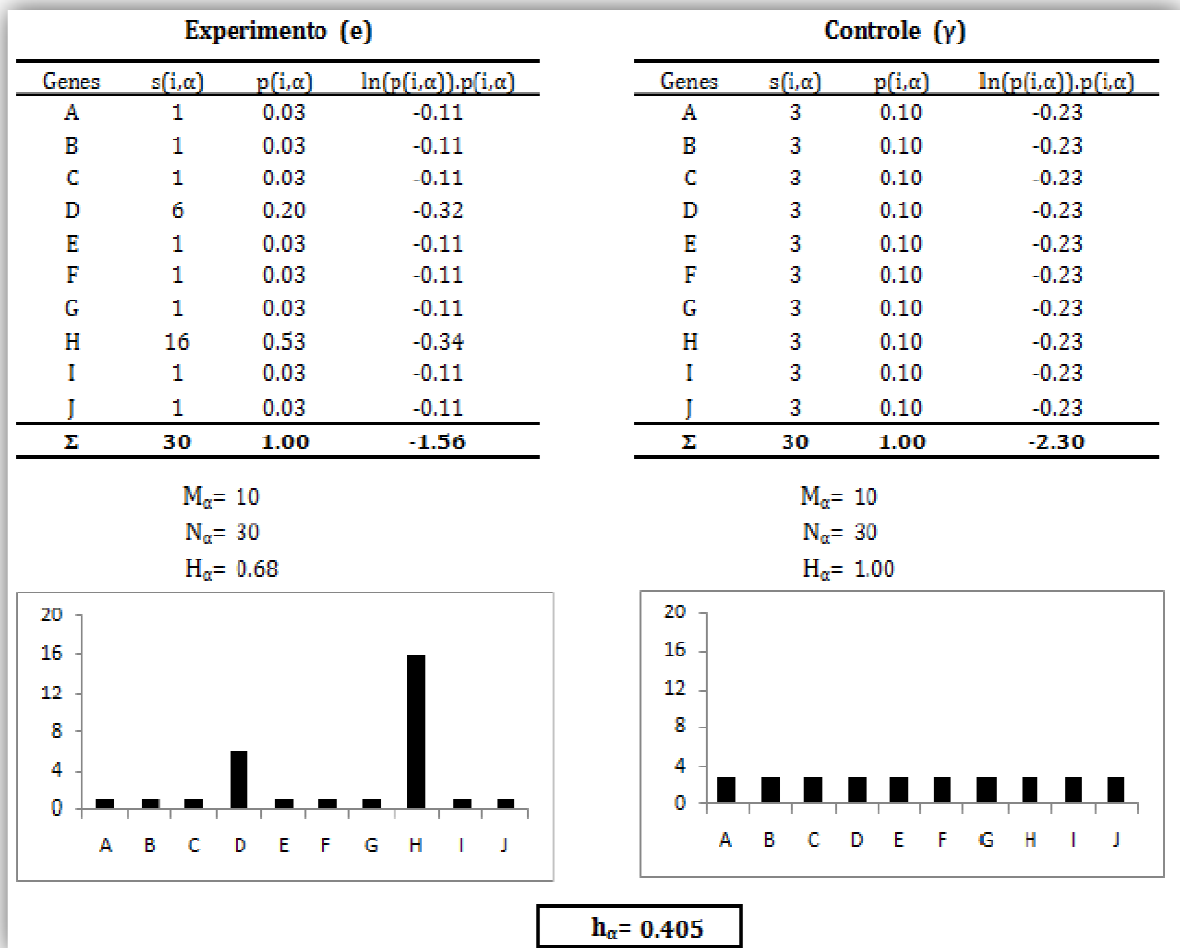 Experimento (e)
Genes s(i,α) p(i,α) ln(p(i,α)).p(i,α)
A 1 0.03 -0.11
B 1 0.03 -0.11
C 1 0.03 -0.11
D 6 0.20 -0.32
E 1 0.03 -0.11
F 1 0.03 -0.11
G 1 0.03 -0.11
H 16 0.53 -0.34
I 1 0.03 -0.11
J 1 0.03 -0.11
Σ 30 1.00 -1.56
Mα= 10
Nα= 30
Hα= 0.68
20
16
12
8
4
0
A B C D E F G H I J
Controle (γ)
Genes s(i,α) p(i,α) ln(p(i,α)).p(i,α)
A 3 0.10 -0.23
B 3 0.10 -0.23
C 3 0.10 -0.23
D 3 0.10 -0.23
E 3 0.10 -0.23
F 3 0.10 -0.23
G 3 0.10 -0.23
H 3 0.10 -0.23
I 3 0.10 -0.23
J 3 0.10 -0.23
Σ 30 1.00 -2.30
Mα= 10
Nα= 30
Hα= 1.00
20
16
12
8
4
0
A B C D E F G H I J
hα= 0.405